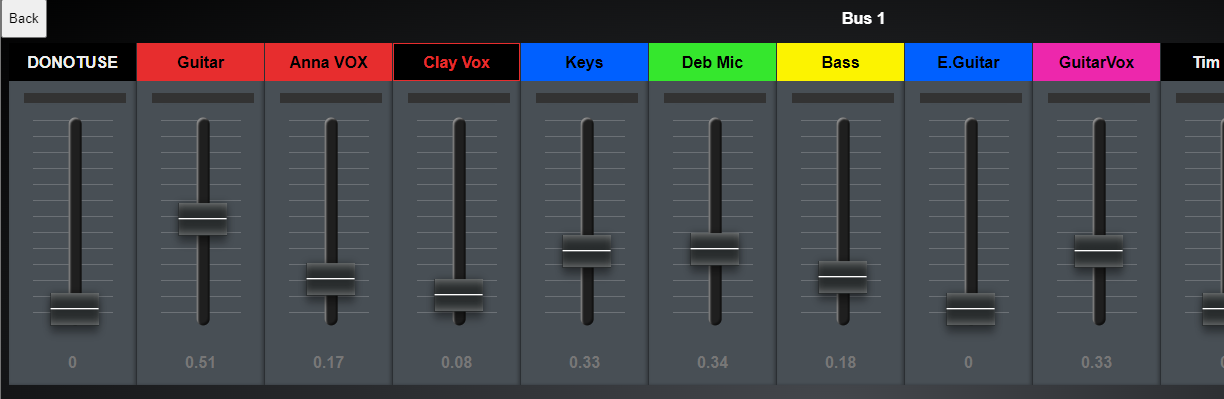 Back
Bus 1
DONOTUSE Guitar Anna VOX Clay Vox Keys Deb Mic Bass E.Guitar GuitarVox Tim
0 0.51 0.17 0.08 0.33 0.34 0.18 0 0.33